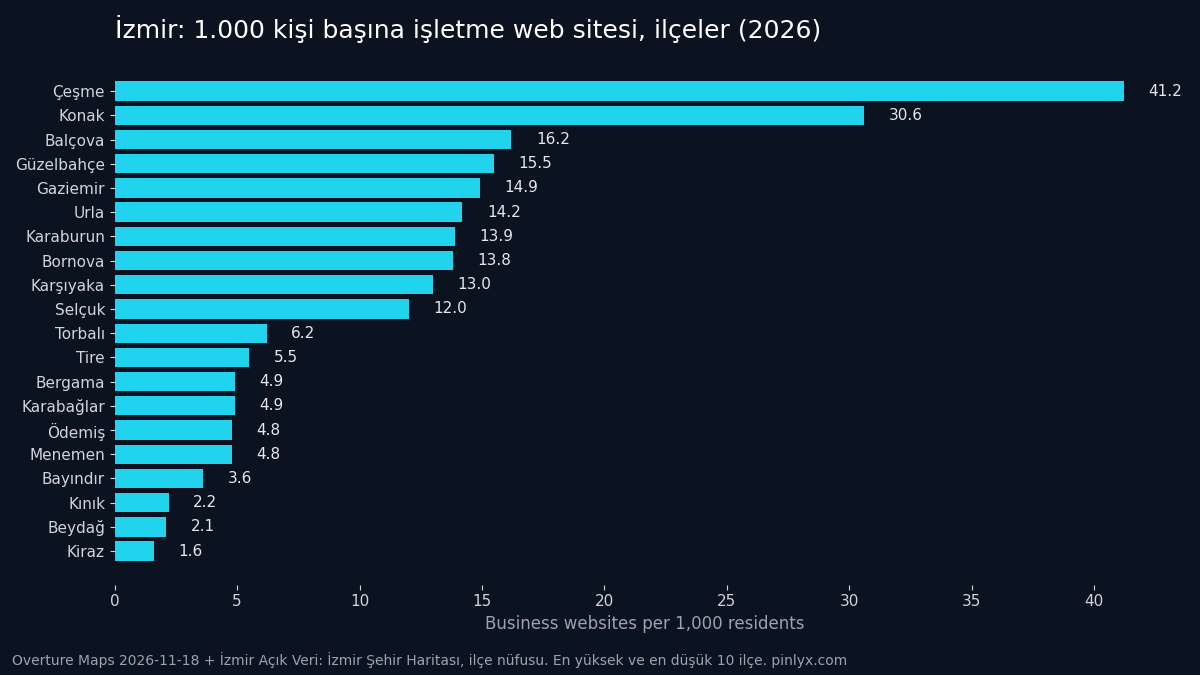 İzmir: 1.000 kişi başına işletme web sitesi, ilçeler (2026)
Çeşme 41.2
Konak 30.6
Balçova 16.2
Güzelbahçe 15.5
Gaziemir 14.9
Urla 14.2
Karaburun 13.9
Bornova 13.8
Karşıyaka 13.0
Selçuk 12.0
Torbalı 6.2
Tire 5.5
Bergama 4.9
Karabağlar 4.9
Ödemiş 4.8
Menemen 4.8
Bayındır 3.6
Kınık 2.2
Beydağ 2.1
Kiraz 1.6
0 5 10 15 20 25 30 35 40
Business websites per 1,000 residents
Overture Maps 2026-11-18 + İzmir Açık Veri: İzmir Şehir Haritası, ilçe nüfusu. En yüksek ve en düşük 10 ilçe. pinlyx.com